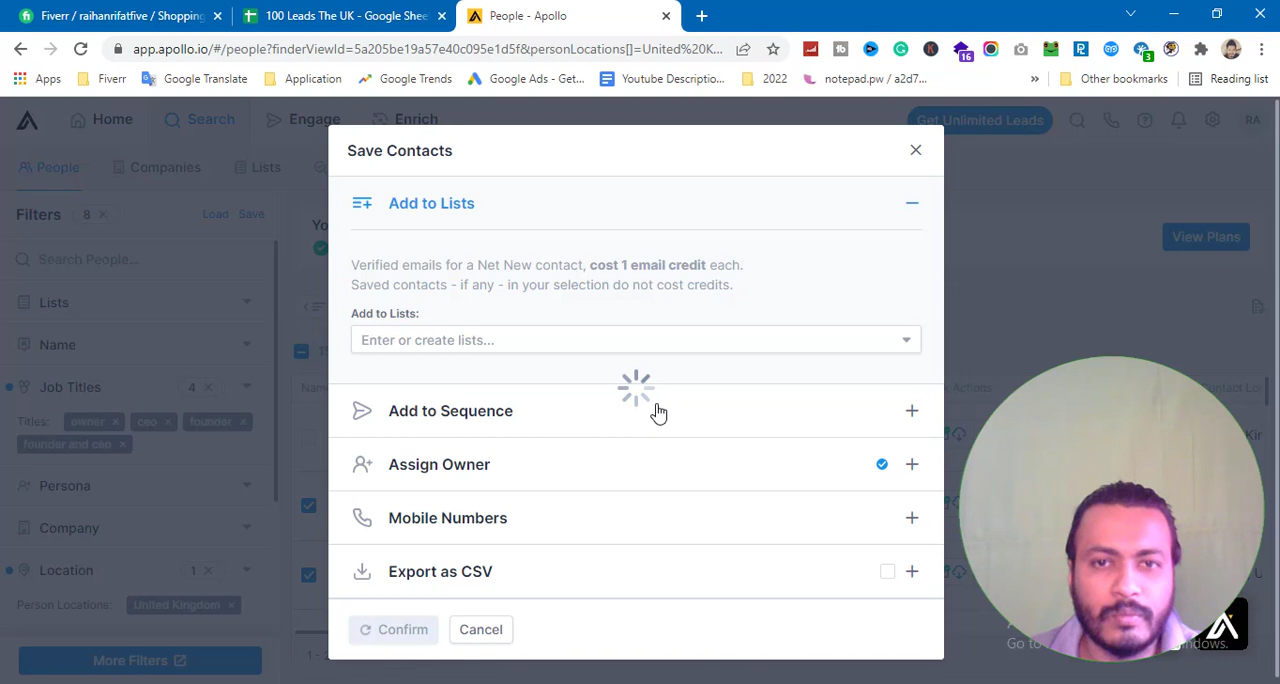 Fiverr / raihanrifatfive / Shopping
100 Leads The UK - Google Shee
People - Apollo
app.apollo.io/#/people?finderViewId=5a205be19a57e40c095e1d5f&personLocations[]=United%20K...
16
3
Apps
Fiverr
Google Translate
Application
Google Trends
Google Ads - Get...
Youtube Description...
2022
notepad.pw / a2d7...
»
Other bookmarks
Reading list
Home
Search
Engage
Enrich
Get Unlimited Leads
RA
People
Companies
Lists
Filters 8
Load Save
Search People...
Lists
Name
Job Titles 4
Titles: owner ceo founder
founder and ceo
Persona
Company
Location 1
Person Locations: United Kingdom
More Filters
View Plans
Save Contacts
Add to Lists
Verified emails for a Net New contact, cost 1 email credit each.
Saved contacts - if any - in your selection do not cost credits.
Add to Lists:
Enter or create lists...
Add to Sequence
Assign Owner
Mobile Numbers
Export as CSV
Confirm
Cancel
Actions